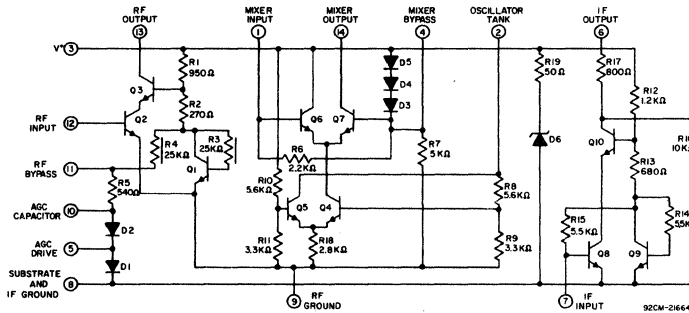 RF OUTPUT
13
MIXER INPUT
1
MIXER OUTPUT
14
MIXER BYPASS
4
OSCILLATOR TANK
2
IF OUTPUT
6
V+ 3
R1
950Ω
Q3
R2
270Ω
RF INPUT
12
Q2
R4
25KΩ
R3
25KΩ
Q1
RF BYPASS
11
R5
540Ω
AGC CAPACITOR
10
D2
AGC DRIVE
5
D1
SUBSTRATE AND IF GROUND
8
D5
D4
D3
Q6
Q7
R6
2.2KΩ
R7
5KΩ
R10
5.6KΩ
Q5
Q4
R8
5.6KΩ
R11
3.3KΩ
R18
2.8KΩ
R9
3.3KΩ
9
RF GROUND
R19
50Ω
D6
R17
800Ω
R12
1.2KΩ
Q10
R13
680Ω
10K
R15
5.5KΩ
R14
Q8
Q9
7
IF INPUT
92CM-21664